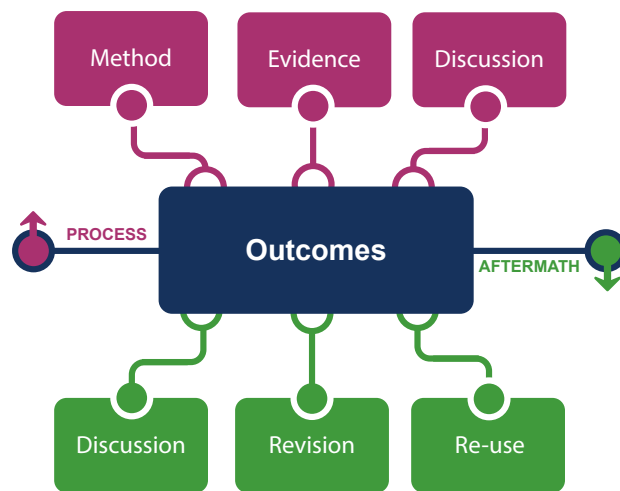 Method
Evidence
Discussion
PROCESS
Outcomes
AFTERMATH
Discussion
Revision
Re-use